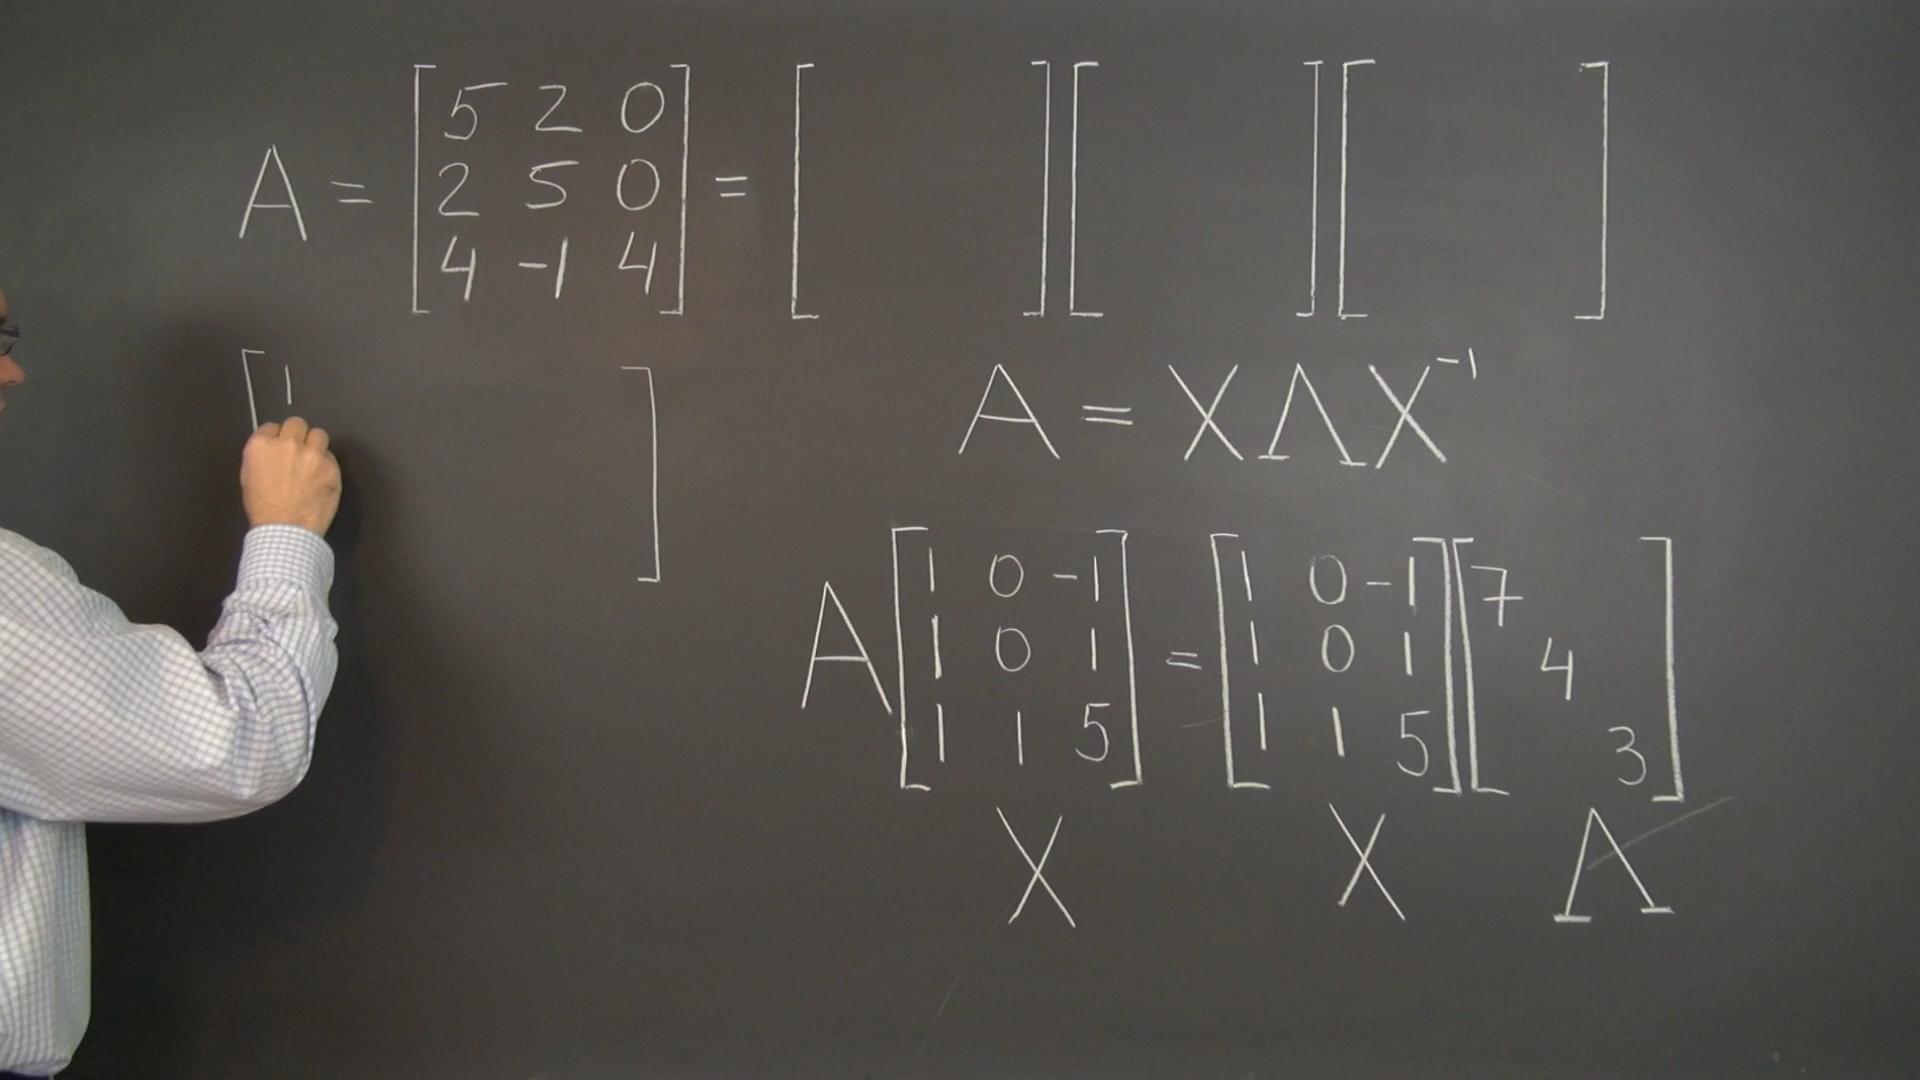 A = [5 2 0; 2 5 0; 4 -1 4] = [ ] [ ] [ ]
[1 ]
A = XΛX⁻¹
A [1 0 -1; 1 0 1; 1 1 5] = [1 0 -1; 1 0 1; 1 1 5] [7 4 3]
X X Λ